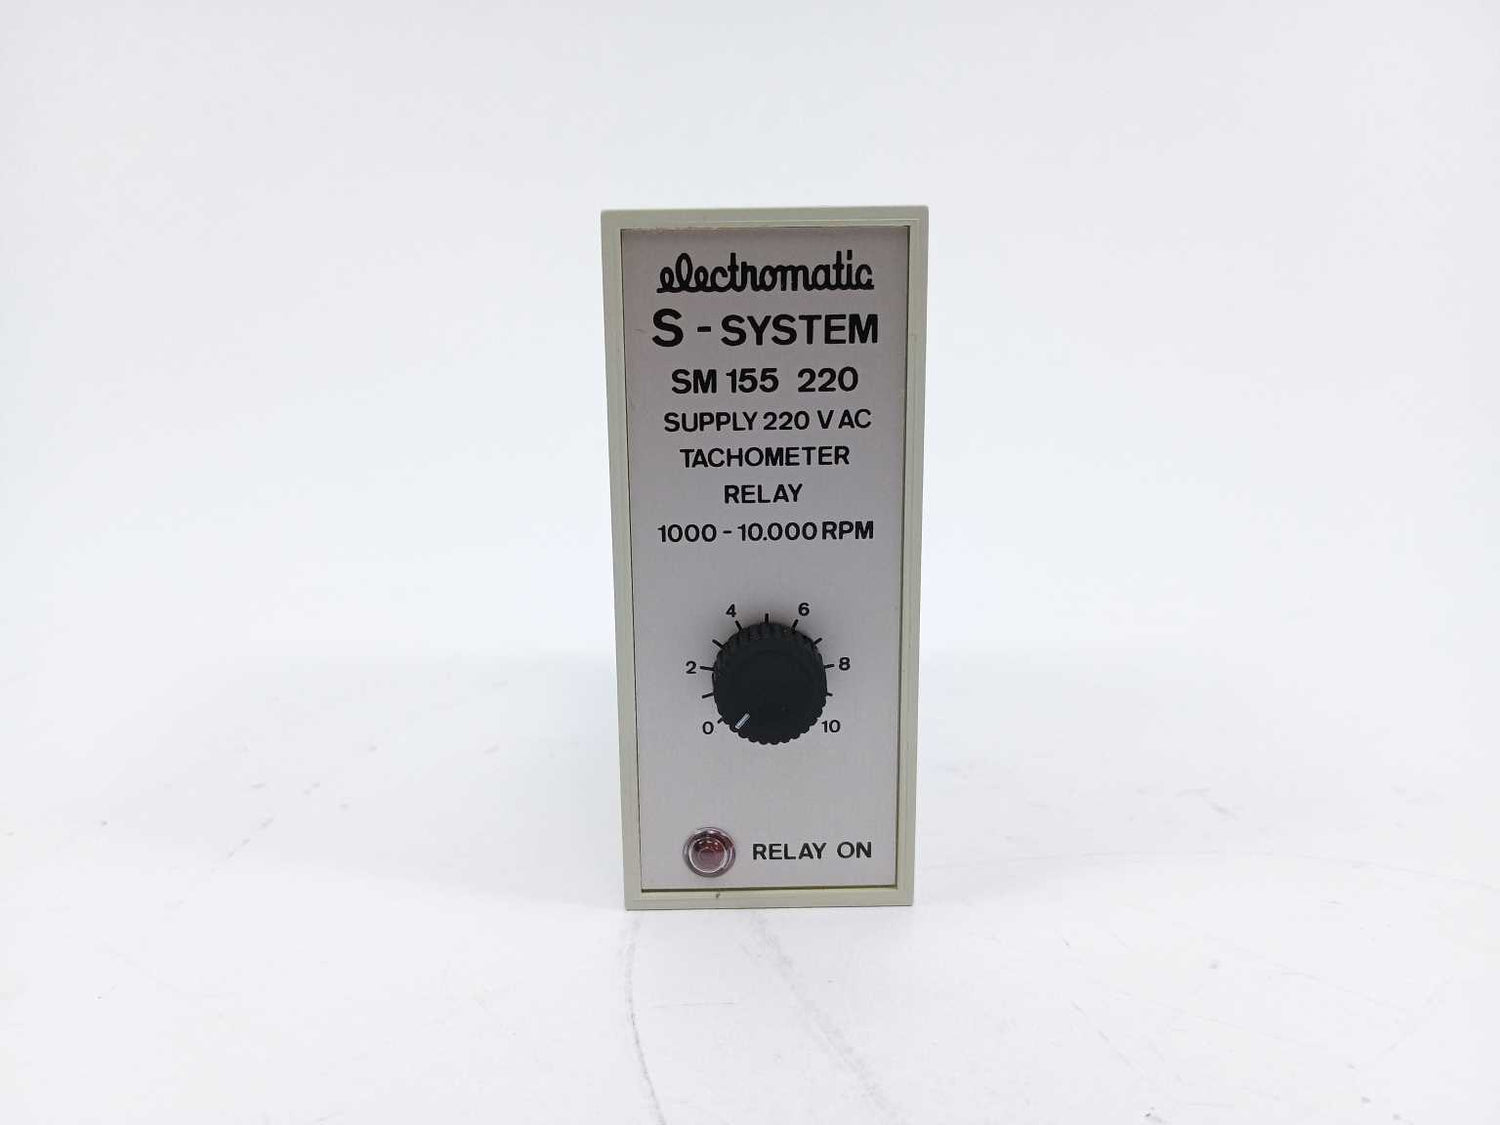 electromatic
S - SYSTEM
SM 155 220
SUPPLY 220 V AC
TACHOMETER
RELAY
1000 - 10.000 RPM
4 6
2 8
0 10
RELAY ON